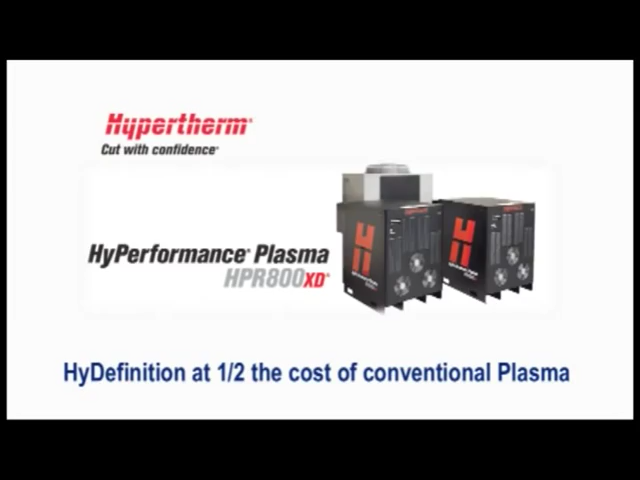 Hypertherm®
Cut with confidence®
HyPerformance® Plasma
HPR800XD®
HyDefinition at 1/2 the cost of conventional Plasma